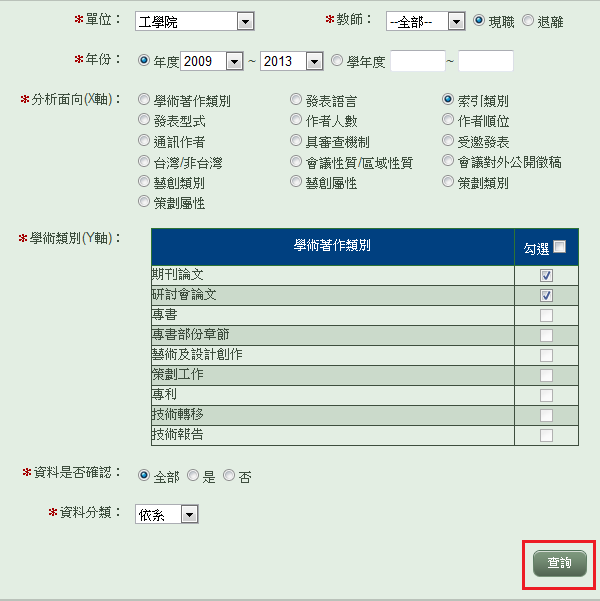 *單位： 工學院 *教師： --全部-- 現職 退離
*年份： 年度 2009 ~ 2013 學年度 ~
*分析面向(X軸)： 學術著作類別 發表語言 索引類別
發表型式 作者人數 作者順位
通訊作者 具審查機制 受邀發表
台灣/非台灣 會議性質/區域性質 會議對外公開徵稿
藝創類別 藝創屬性 策劃類別
策劃屬性
*學術類別(Y軸)： 學術著作類別 勾選
期刊論文
研討會論文
專書
專書部份章節
藝術及設計創作
策劃工作
專利
技術轉移
技術報告
*資料是否確認： 全部 是 否
*資料分類： 依系
查詢